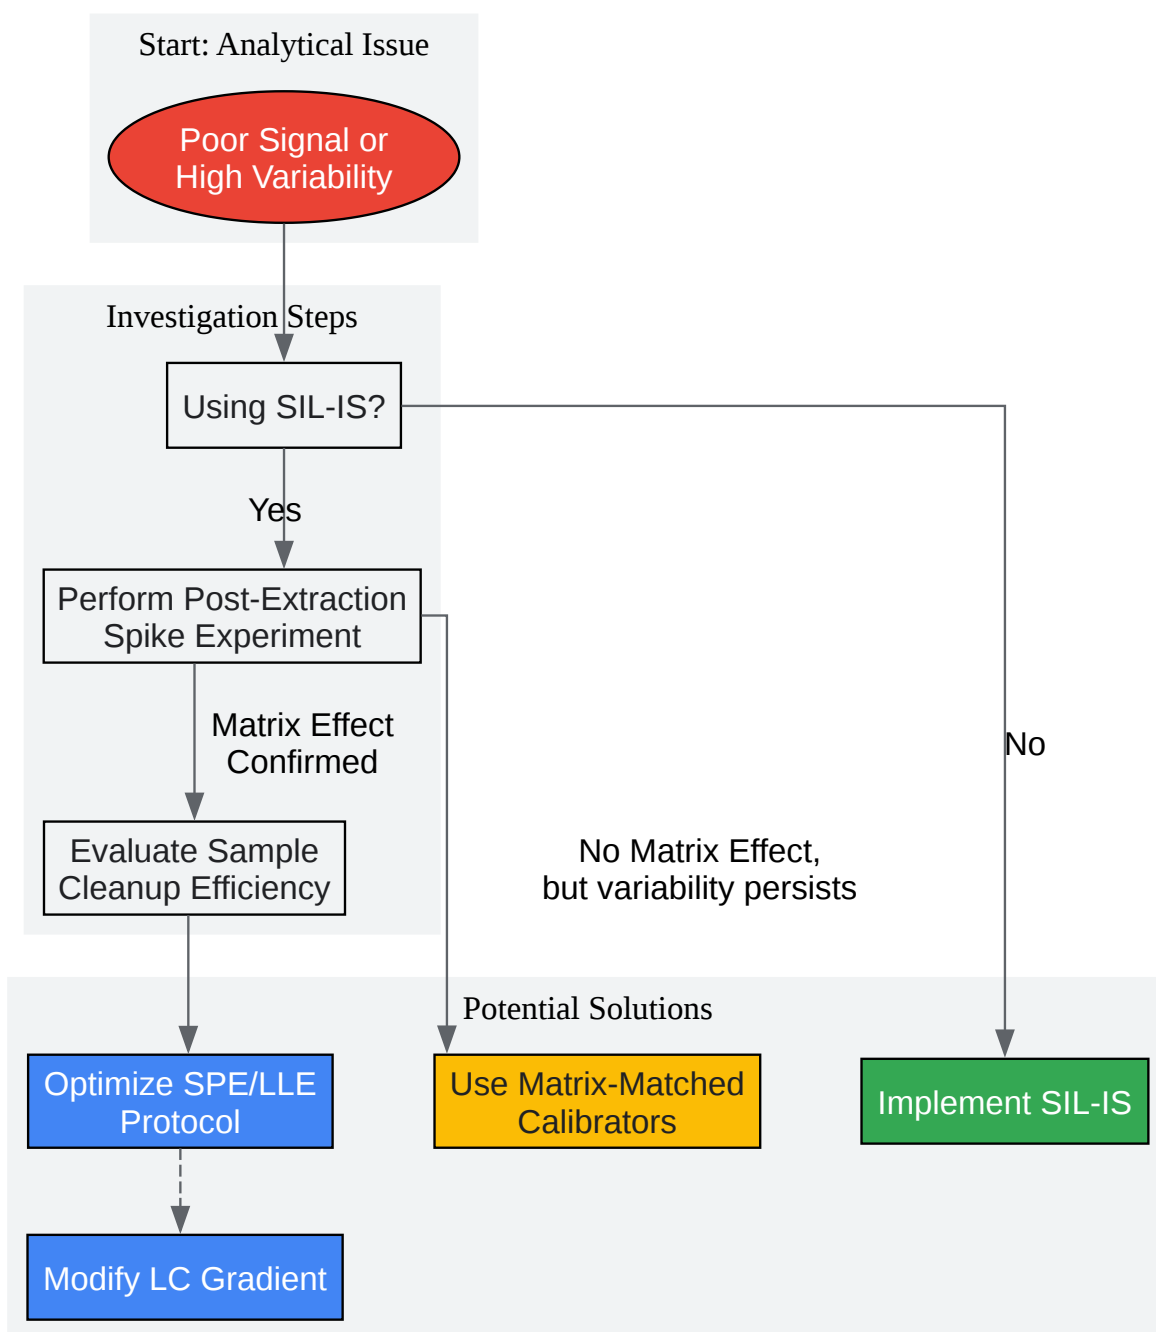 Start: Analytical Issue
Poor Signal or
High Variability
Investigation Steps
Using SIL-IS?
Yes
Perform Post-Extraction
Spike Experiment
Matrix Effect
Confirmed
No
Evaluate Sample
Cleanup Efficiency
No Matrix Effect,
but variability persists
Potential Solutions
Optimize SPE/LLE
Protocol
Use Matrix-Matched
Calibrators
Implement SIL-IS
Modify LC Gradient